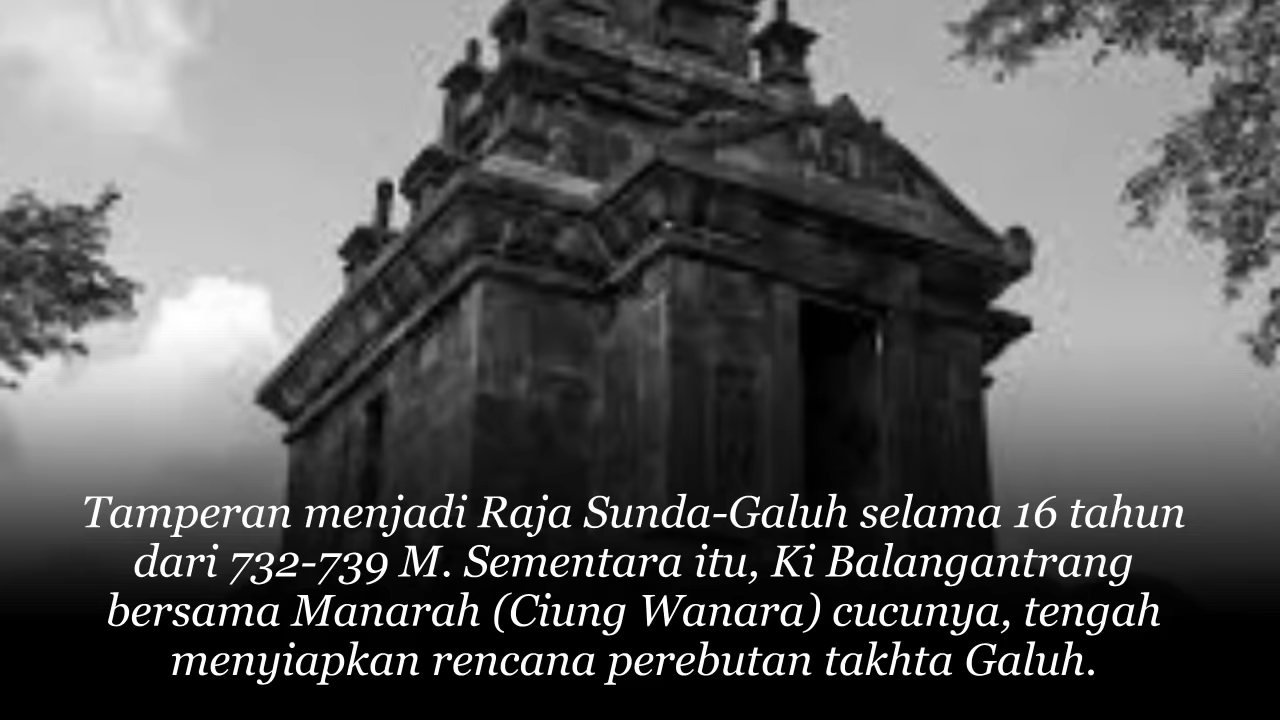 Tamperan menjadi Raja Sunda-Galuh selama 16 tahun
dari 732-739 M. Sementara itu, Ki Balangantrang
bersama Manarah (Ciung Wanara) cucunya, tengah
menyiapkan rencana perebutan takhta Galuh.